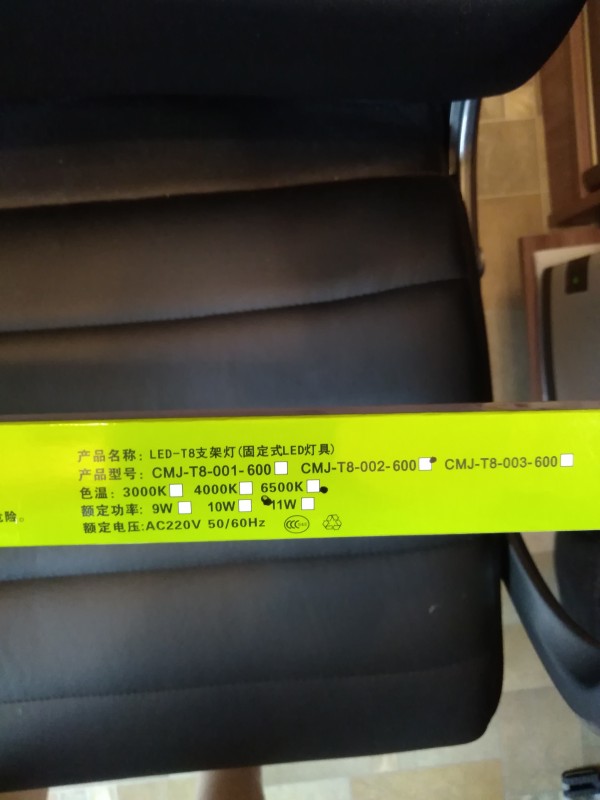 产品名称: LED-T8支架灯(固定式LED灯具)
产品型号: CMJ-T8-001-600□ CMJ-T8-002-600□ CMJ-T8-003-600□
色温: 3000K□ 4000K□ 6500K□
危险。
额定功率: 9W□ 10W□ 11W□
额定电压:AC220V 50/60Hz